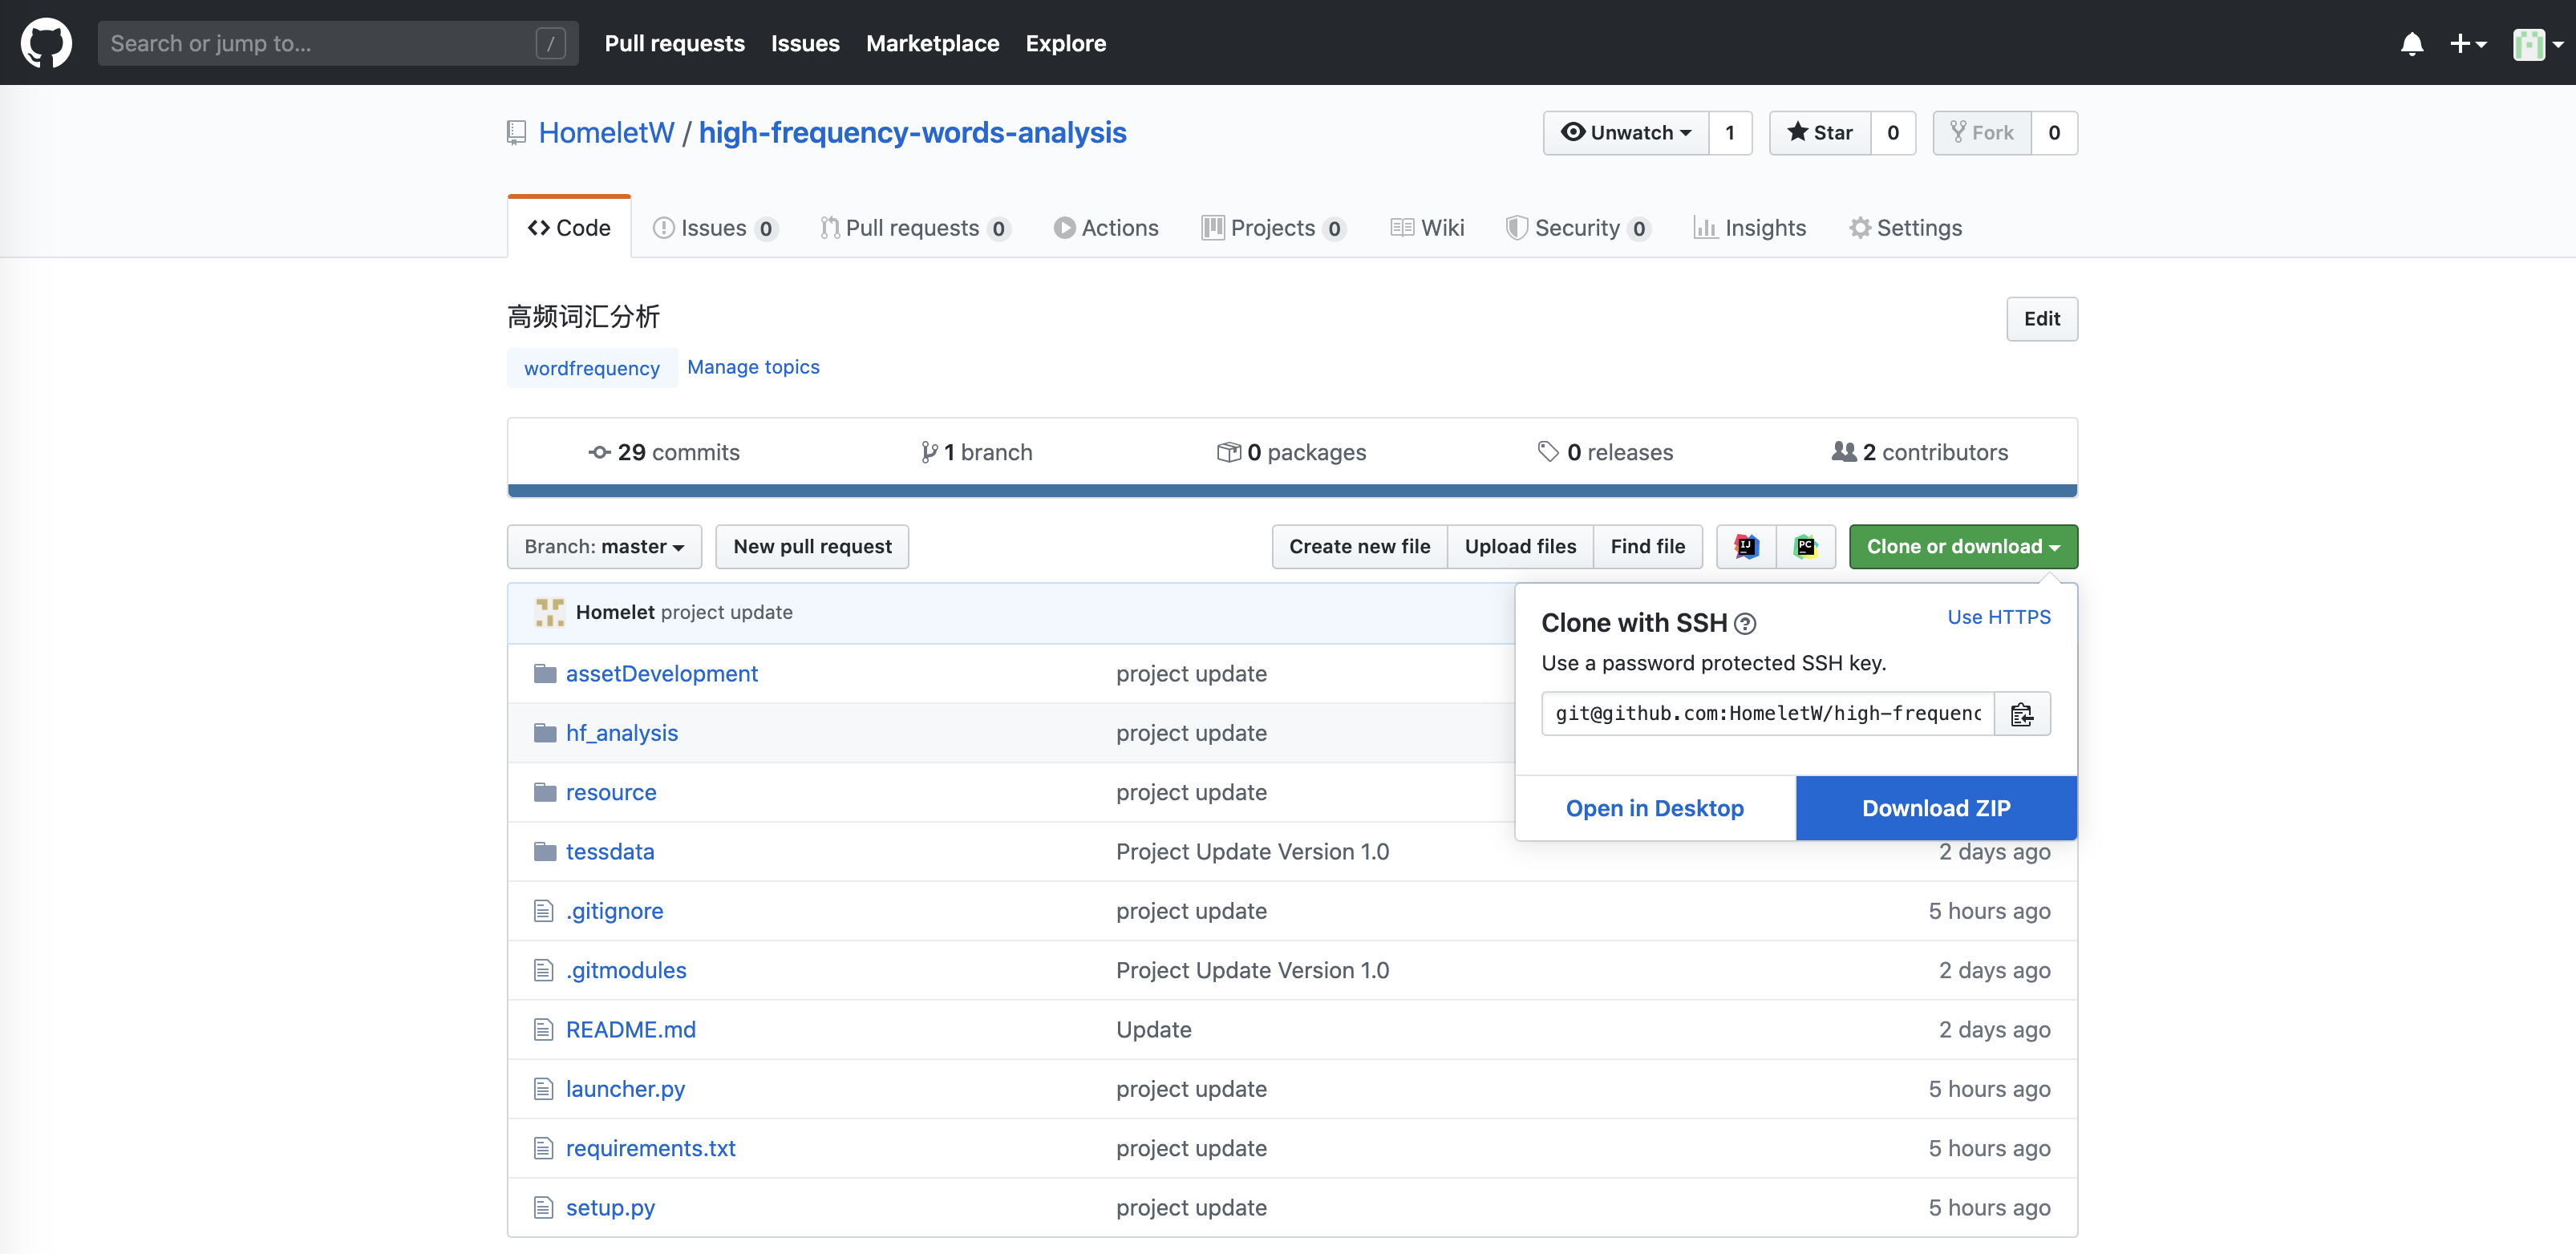 Search or jump to... /
Pull requests Issues Marketplace Explore
HomeletW / high-frequency-words-analysis
Unwatch 1 Star 0 Fork 0
Code Issues 0 Pull requests 0 Actions Projects 0 Wiki Security 0 Insights Settings
高频词汇分析
Edit
wordfrequency Manage topics
29 commits 1 branch 0 packages 0 releases 2 contributors
Branch: master New pull request Create new file Upload files Find file IJ PC Clone or download
Homelet project update
Clone with SSH ? Use HTTPS
Use a password protected SSH key.
git@github.com:HomeletW/high-frequenc
Open in Desktop Download ZIP
assetDevelopment project update
hf_analysis project update
resource project update
tessdata Project Update Version 1.0 2 days ago
.gitignore project update 5 hours ago
.gitmodules Project Update Version 1.0 2 days ago
README.md Update 2 days ago
launcher.py project update 5 hours ago
requirements.txt project update 5 hours ago
setup.py project update 5 hours ago